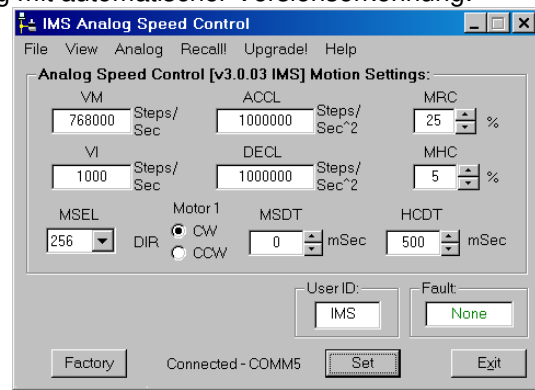 g mit automatischer Versionserkennung.
IMS Analog Speed Control
File View Analog Recall! Upgrade! Help
Analog Speed Control [v3.0.03 IMS] Motion Settings:
VM ACCL MRC
768000 Steps/Sec 1000000 Steps/Sec^2 25 %
VI DECL MHC
1000 Steps/Sec 1000000 Steps/Sec^2 5 %
MSEL Motor 1 MSDT HCDT
256 DIR CW 0 mSec 500 mSec
CCW
User ID: Fault:
IMS None
Factory Connected - COMM5 Set Exit